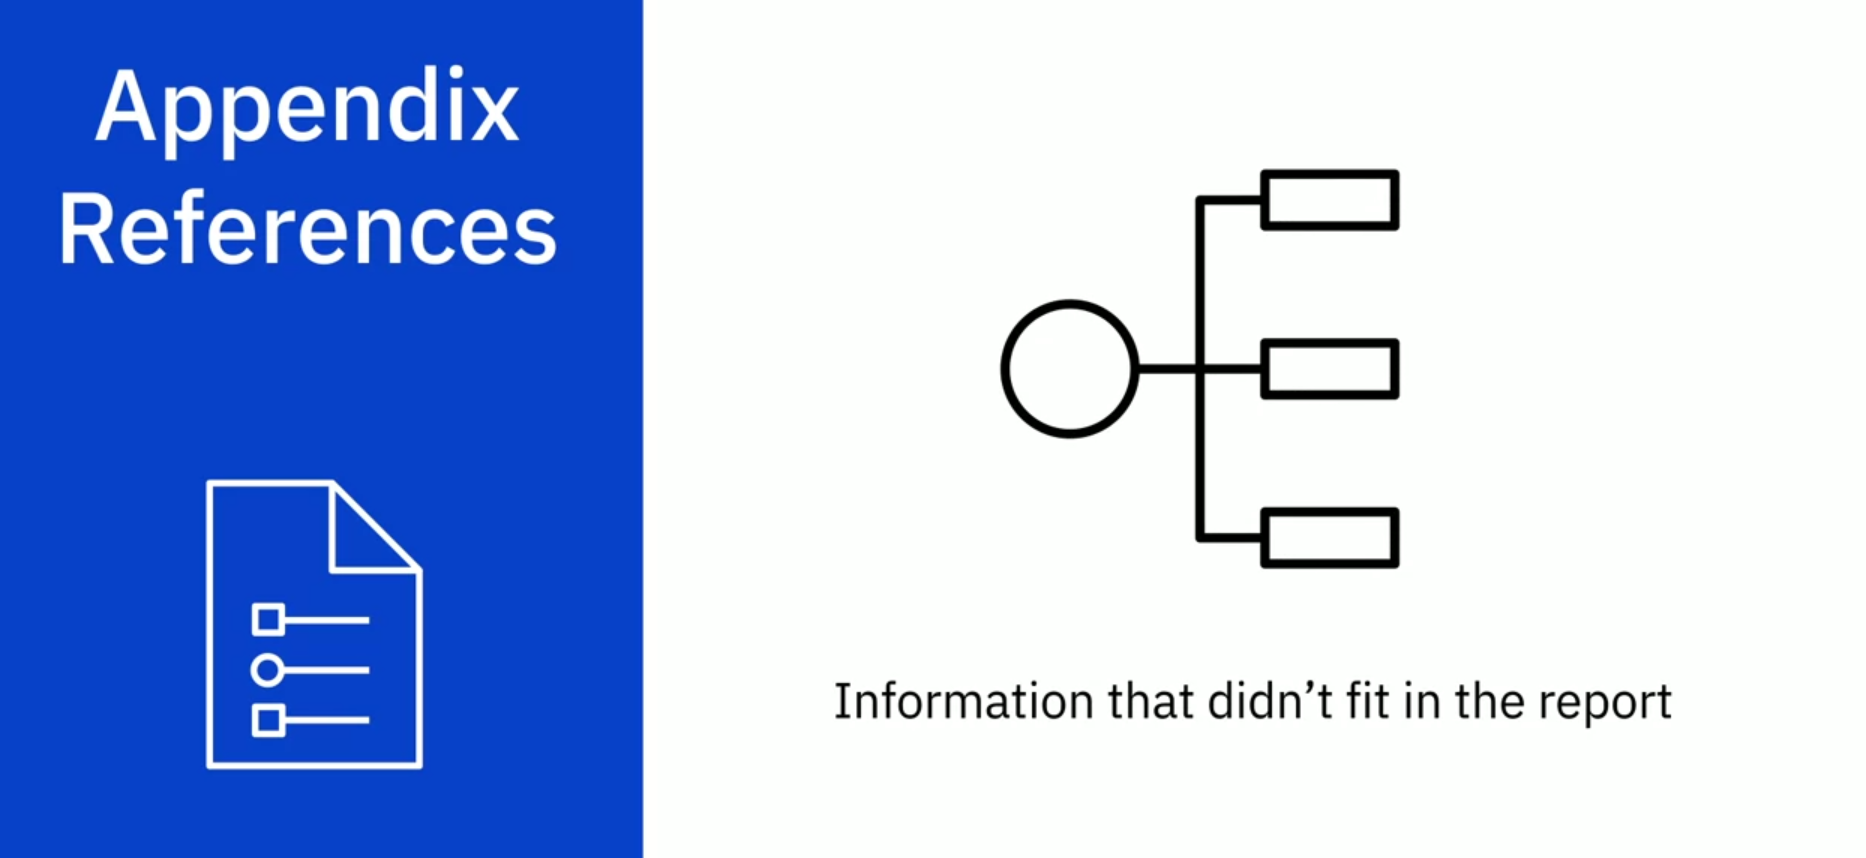 Appendix
References
Information that didn’t fit in the report